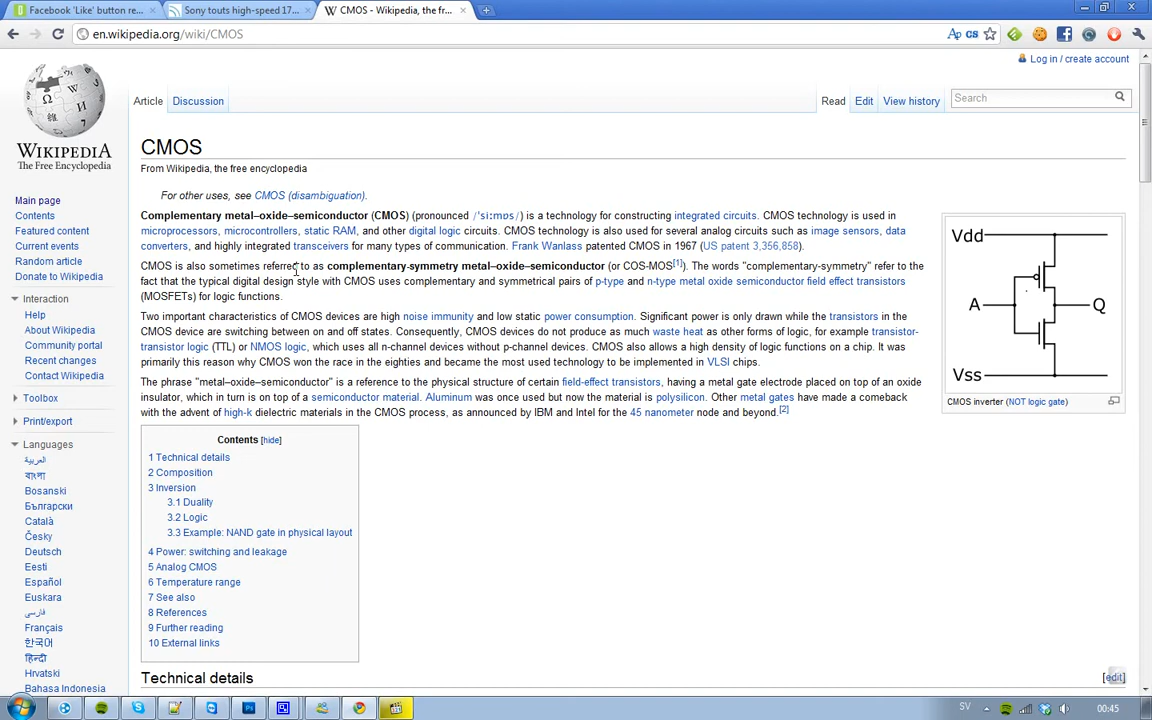 Facebook 'Like' button re...
Sony touts high-speed 17...
CMOS - Wikipedia, the fr...
en.wikipedia.org/wiki/CMOS
Log in / create account
Article
Discussion
Read
Edit
View history
Search
WIKIPEDIA
The Free Encyclopedia
Main page
Contents
Featured content
Current events
Random article
Donate to Wikipedia
Interaction
Help
About Wikipedia
Community portal
Recent changes
Contact Wikipedia
Toolbox
Print/export
Languages
العربية
বাংলা
Bosanski
Български
Català
Česky
Deutsch
Eesti
Español
Euskara
فارسی
Français
한국어
हिन्दी
Hrvatski
Bahasa Indonesia
CMOS
From Wikipedia, the free encyclopedia
For other uses, see CMOS (disambiguation).
Complementary metal–oxide–semiconductor (CMOS) (pronounced /ˈsiːmɒs/) is a technology for constructing integrated circuits. CMOS technology is used in
microprocessors, microcontrollers, static RAM, and other digital logic circuits. CMOS technology is also used for several analog circuits such as image sensors, data
converters, and highly integrated transceivers for many types of communication. Frank Wanlass patented CMOS in 1967 (US patent 3,356,858).
CMOS is also sometimes referred to as complementary-symmetry metal–oxide–semiconductor (or COS-MOS[1]). The words "complementary-symmetry" refer to the
fact that the typical digital design style with CMOS uses complementary and symmetrical pairs of p-type and n-type metal oxide semiconductor field effect transistors
(MOSFETs) for logic functions.
Two important characteristics of CMOS devices are high noise immunity and low static power consumption. Significant power is only drawn while the transistors in the
CMOS device are switching between on and off states. Consequently, CMOS devices do not produce as much waste heat as other forms of logic, for example transistor-
transistor logic (TTL) or NMOS logic, which uses all n-channel devices without p-channel devices. CMOS also allows a high density of logic functions on a chip. It was
primarily this reason why CMOS won the race in the eighties and became the most used technology to be implemented in VLSI chips.
The phrase "metal–oxide–semiconductor" is a reference to the physical structure of certain field-effect transistors, having a metal gate electrode placed on top of an oxide
insulator, which in turn is on top of a semiconductor material. Aluminum was once used but now the material is polysilicon. Other metal gates have made a comeback
with the advent of high-k dielectric materials in the CMOS process, as announced by IBM and Intel for the 45 nanometer node and beyond.[2]
Vdd
A
Q
Vss
CMOS inverter (NOT logic gate)
Contents [hide]
1 Technical details
2 Composition
3 Inversion
3.1 Duality
3.2 Logic
3.3 Example: NAND gate in physical layout
4 Power: switching and leakage
5 Analog CMOS
6 Temperature range
7 See also
8 References
9 Further reading
10 External links
Technical details
[edit]
SV
00:45